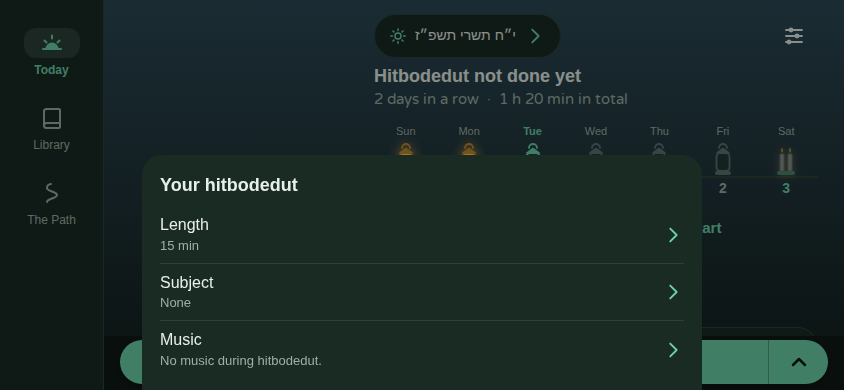 Today
Library
The Path
י״ח תשרי תשפ״ז
Hitbodedut not done yet
2 days in a row · 1 h 20 min in total
Sun Mon Tue Wed Thu Fri Sat
2 3
art
Your hitbodedut
Length
15 min
Subject
None
Music
No music during hitbodedut.